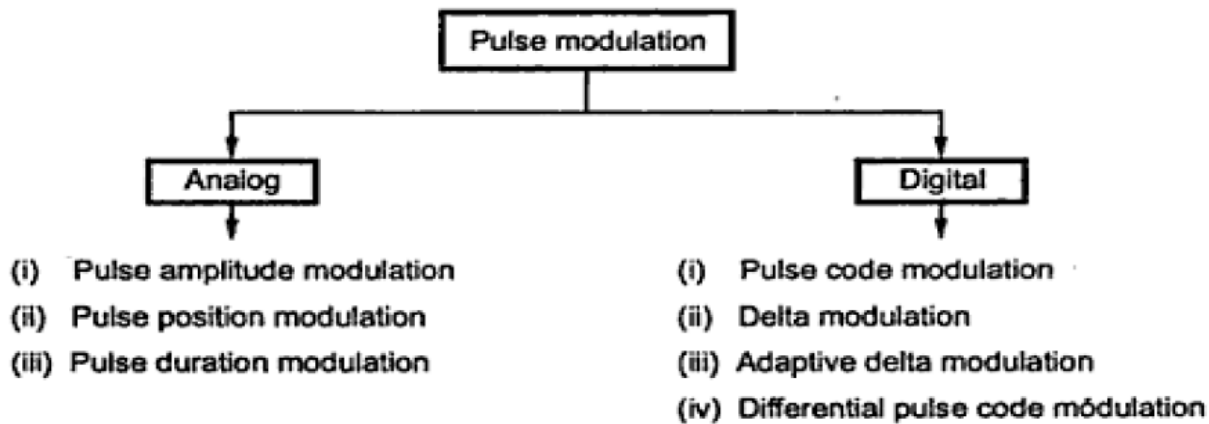 Pulse modulation
Analog
Digital
(i) Pulse amplitude modulation
(ii) Pulse position modulation
(iii) Pulse duration modulation
(i) Pulse code modulation
(ii) Delta modulation
(iii) Adaptive delta modulation
(iv) Differential pulse code modulation